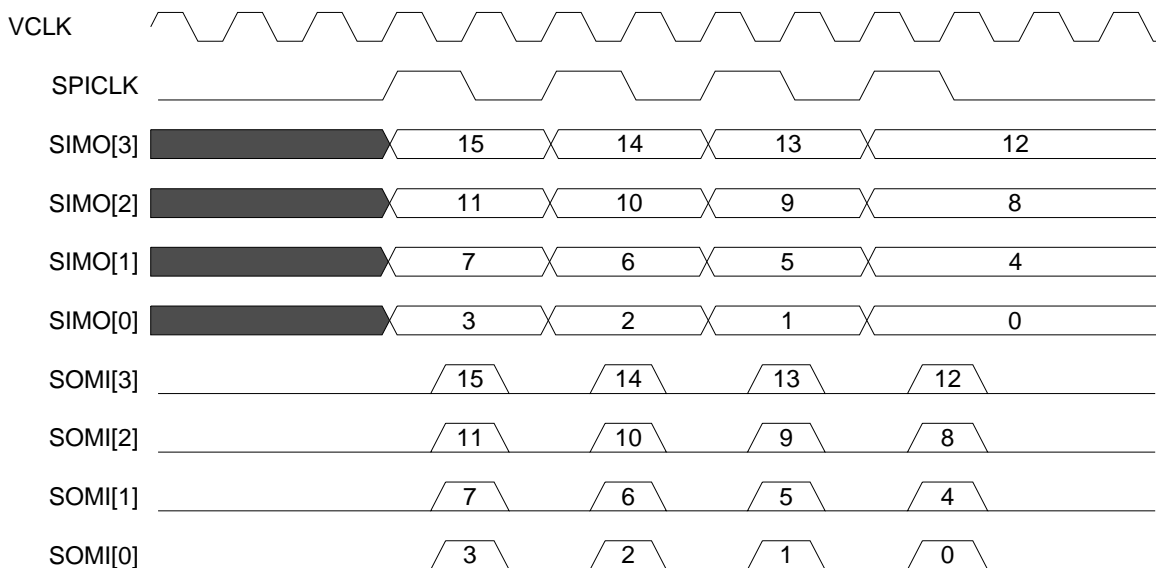 VCLK
SPICLK
SIMO[3] 15 14 13 12
SIMO[2] 11 10 9 8
SIMO[1] 7 6 5 4
SIMO[0] 3 2 1 0
SOMI[3] 15 14 13 12
SOMI[2] 11 10 9 8
SOMI[1] 7 6 5 4
SOMI[0] 3 2 1 0